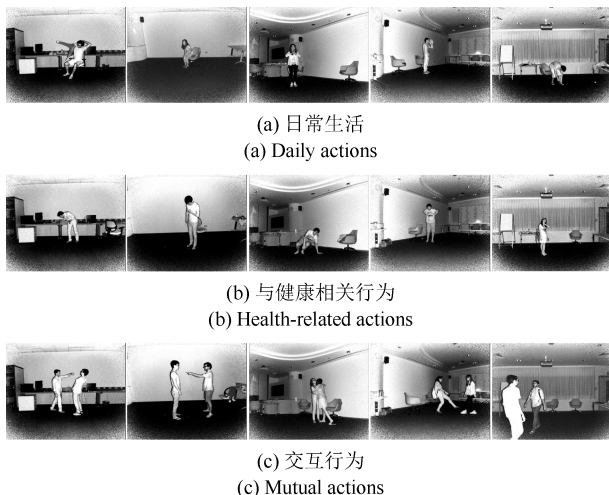 (a) 日常生活
(a) Daily actions
(b) 与健康相关行为
(b) Health-related actions
(c) 交互行为
(c) Mutual actions